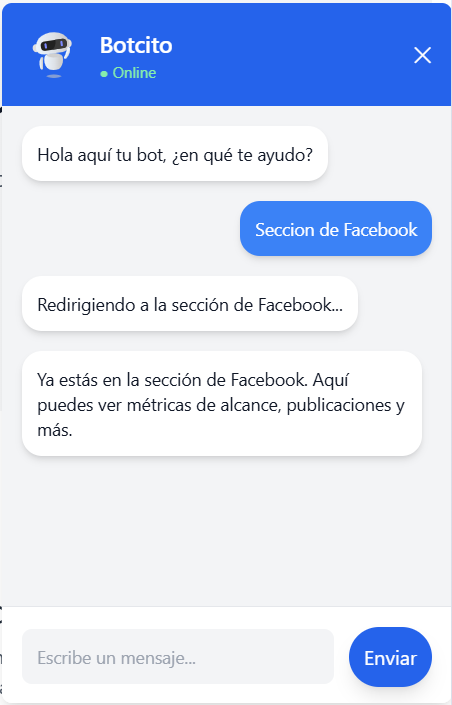 Botcito
Online
Hola aquí tu bot, ¿en qué te ayudo?
Seccion de Facebook
Redirigiendo a la sección de Facebook...
Ya estás en la sección de Facebook. Aquí
puedes ver métricas de alcance, publicaciones y
más.
Escribe un mensaje...
Enviar